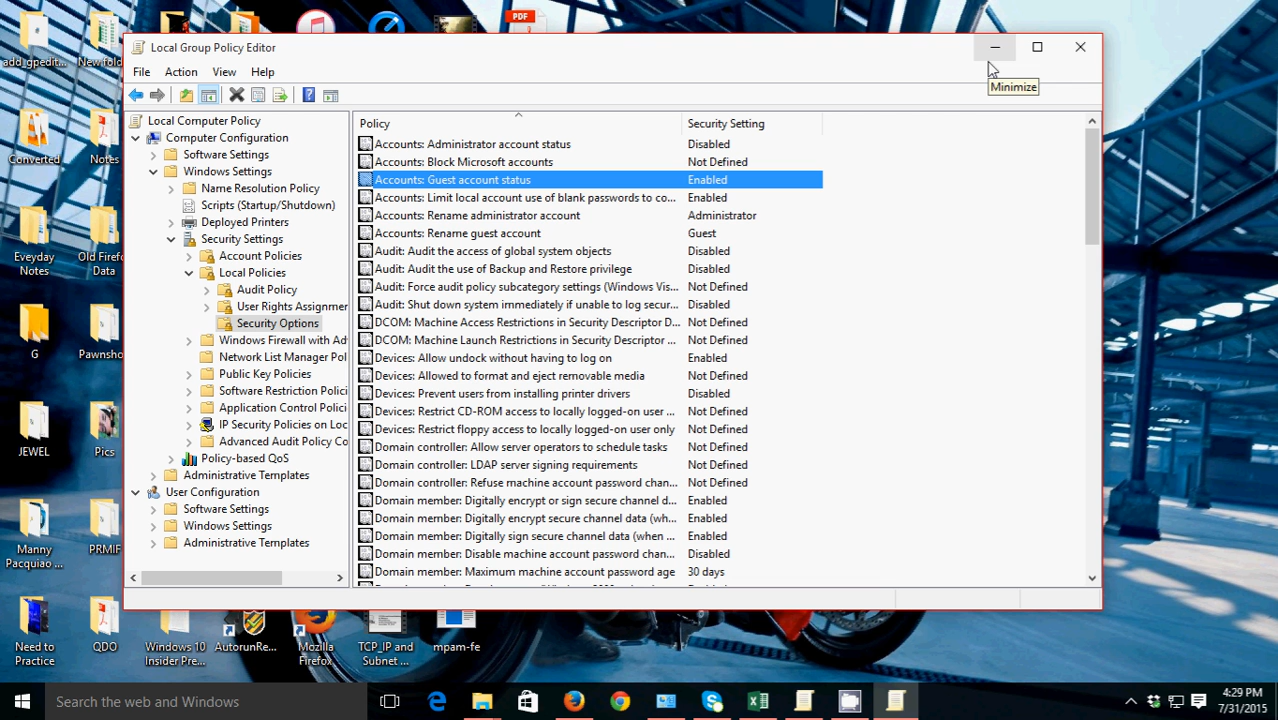 PDF
add_gpedit...
New fold
Local Group Policy Editor
File Action View Help
Minimize
Local Computer Policy
Computer Configuration
Software Settings
Windows Settings
Name Resolution Policy
Scripts (Startup/Shutdown)
Deployed Printers
Security Settings
Account Policies
Local Policies
Audit Policy
User Rights Assignmer
Security Options
Windows Firewall with Ad
Network List Manager Pol
Public Key Policies
Software Restriction Polici
Application Control Polici
IP Security Policies on Loc
Advanced Audit Policy Co
Policy-based QoS
Administrative Templates
User Configuration
Software Settings
Windows Settings
Administrative Templates
Policy Security Setting
Accounts: Administrator account status Disabled
Accounts: Block Microsoft accounts Not Defined
Accounts: Guest account status Enabled
Accounts: Limit local account use of blank passwords to co... Enabled
Accounts: Rename administrator account Administrator
Accounts: Rename guest account Guest
Audit: Audit the access of global system objects Disabled
Audit: Audit the use of Backup and Restore privilege Disabled
Audit: Force audit policy subcategory settings (Windows Vis... Not Defined
Audit: Shut down system immediately if unable to log secur... Disabled
DCOM: Machine Access Restrictions in Security Descriptor D... Not Defined
DCOM: Machine Launch Restrictions in Security Descriptor ... Not Defined
Devices: Allow undock without having to log on Enabled
Devices: Allowed to format and eject removable media Not Defined
Devices: Prevent users from installing printer drivers Disabled
Devices: Restrict CD-ROM access to locally logged-on user ... Not Defined
Devices: Restrict floppy access to locally logged-on user only Not Defined
Domain controller: Allow server operators to schedule tasks Not Defined
Domain controller: LDAP server signing requirements Not Defined
Domain controller: Refuse machine account password chan... Not Defined
Domain member: Digitally encrypt or sign secure channel d... Enabled
Domain member: Digitally encrypt secure channel data (wh... Enabled
Domain member: Digitally sign secure channel data (when ... Enabled
Domain member: Disable machine account password chan... Disabled
Domain member: Maximum machine account password age 30 days
Converted
Notes
Eveyday
Notes
Old Firefo
Data
G
Pawnsho
JEWEL
Pics
Manny
Pacquiao ...
PRMIF
Need to
Practice
QDO
Windows 10
Insider Pre...
AutorunRe...
Mozilla
Firefox
TCP_IP and
Subnet ...
mpam-fe
Search the web and Windows
4:29 PM
7/31/2015